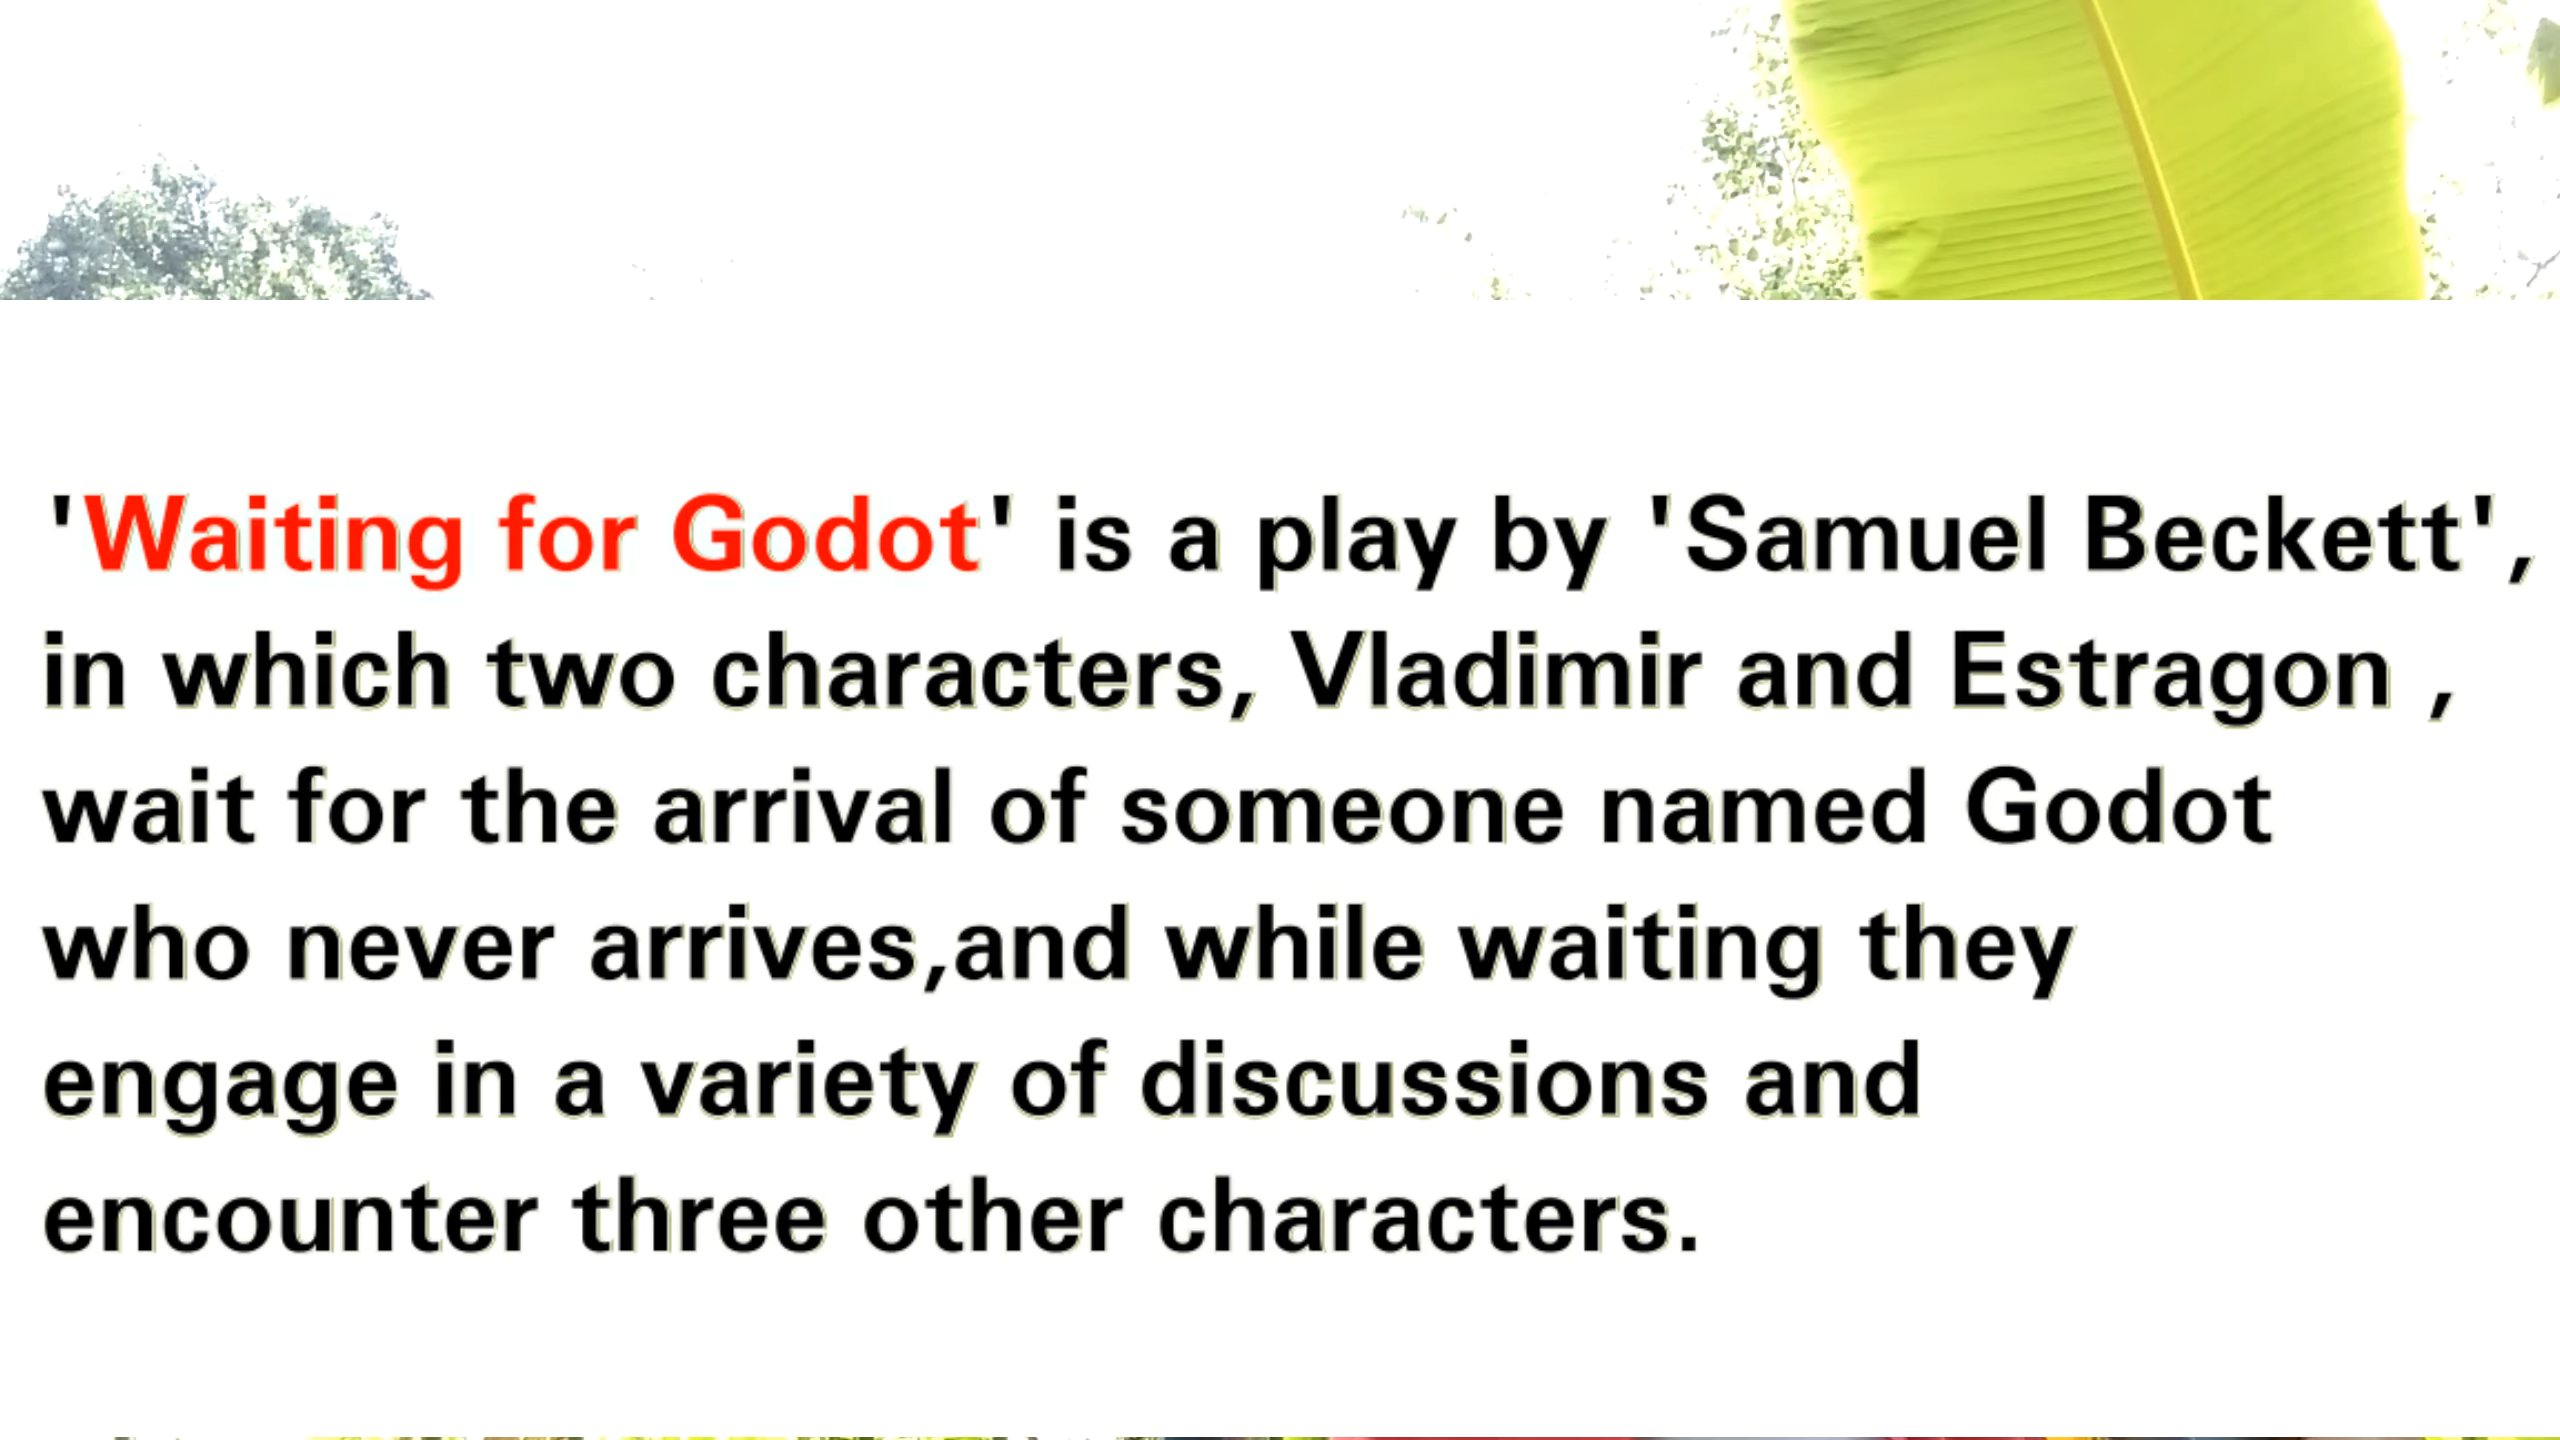 'Waiting for Godot' is a play by 'Samuel Beckett',
in which two characters, Vladimir and Estragon ,
wait for the arrival of someone named Godot
who never arrives,and while waiting they
engage in a variety of discussions and
encounter three other characters.